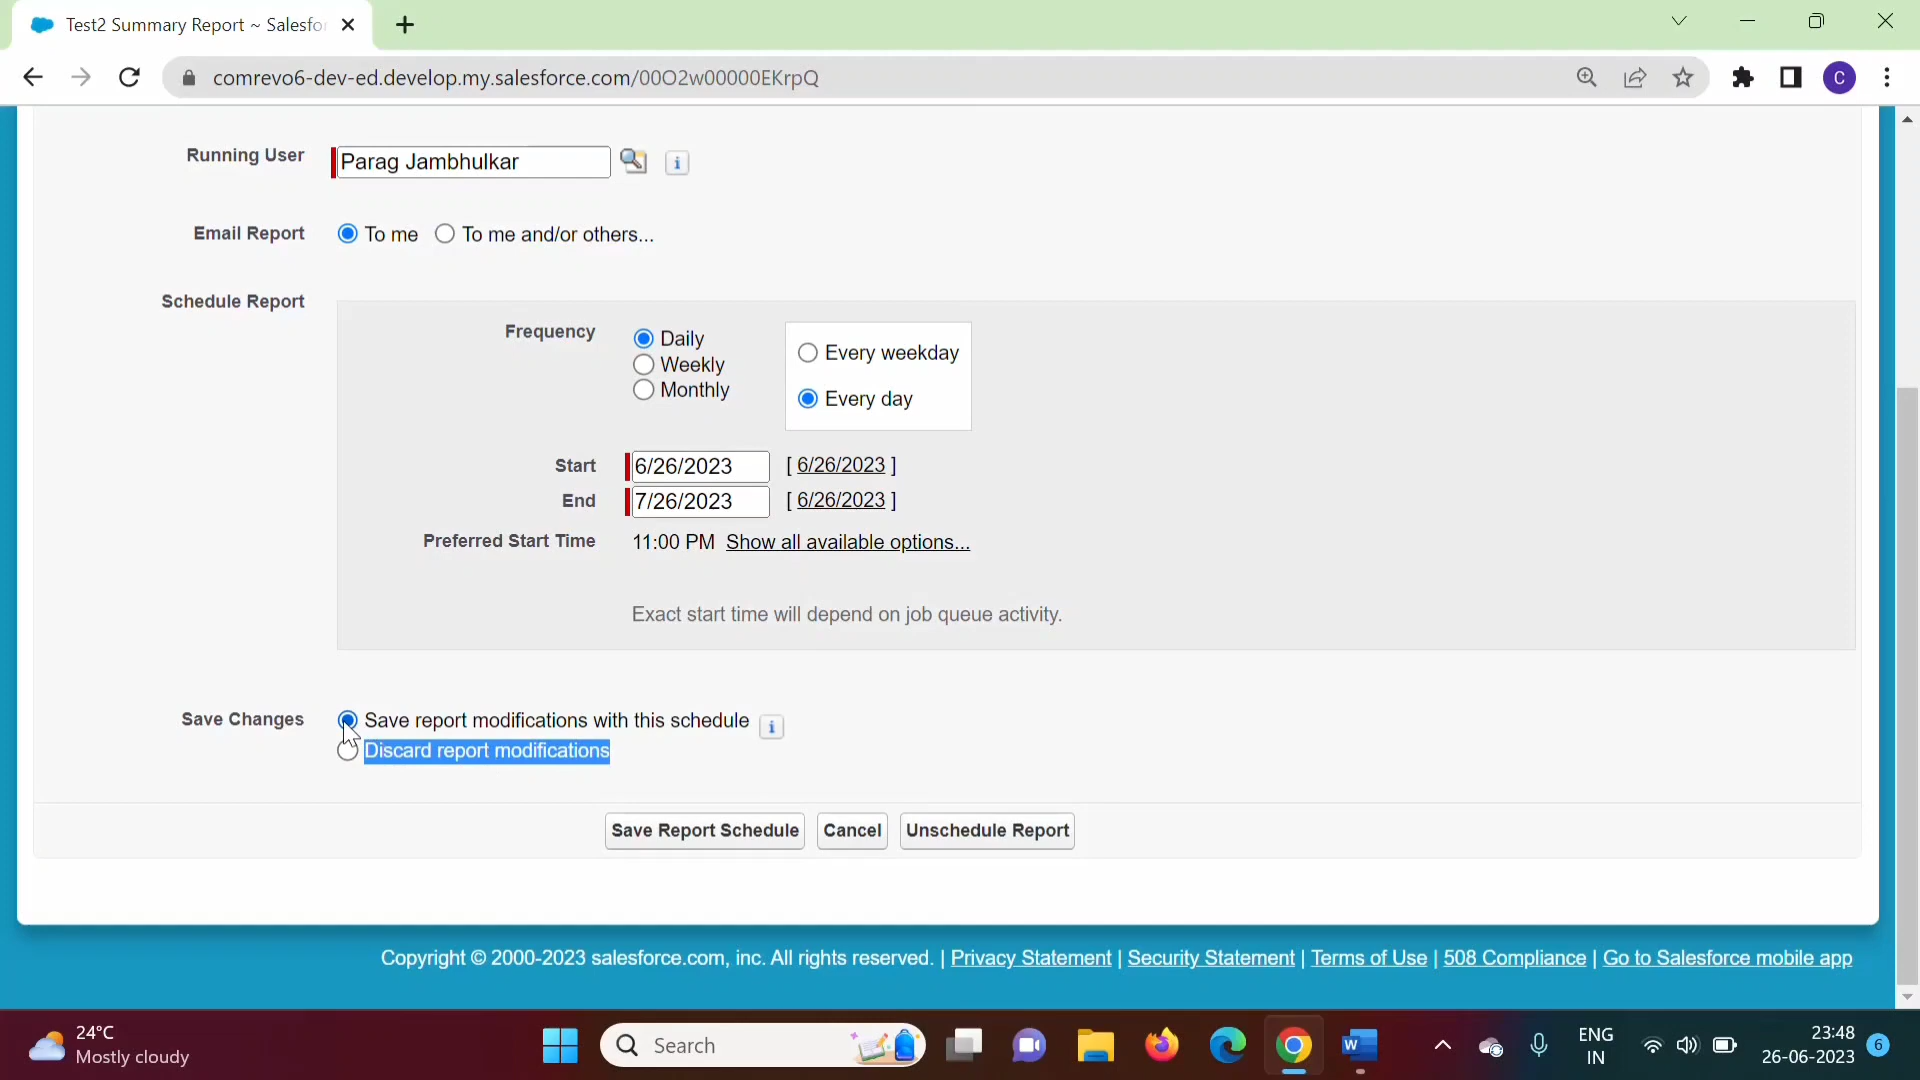 Test2 Summary Report ~ Salesfo
comrevo6-dev-ed.develop.my.salesforce.com/00O2w00000EKrpQ
C
Running User
Parag Jambhulkar
i
Email Report
To me
To me and/or others...
Schedule Report
Frequency
Daily
Weekly
Monthly
Every weekday
Every day
Start
6/26/2023
[ 6/26/2023 ]
End
7/26/2023
[ 6/26/2023 ]
Preferred Start Time
11:00 PM Show all available options...
Exact start time will depend on job queue activity.
Save Changes
Save report modifications with this schedule
i
Discard report modifications
Save Report Schedule
Cancel
Unschedule Report
Copyright © 2000-2023 salesforce.com, inc. All rights reserved. | Privacy Statement | Security Statement | Terms of Use | 508 Compliance | Go to Salesforce mobile app
24°C
Mostly cloudy
Search
W
ENG
IN
23:48
26-06-2023
6